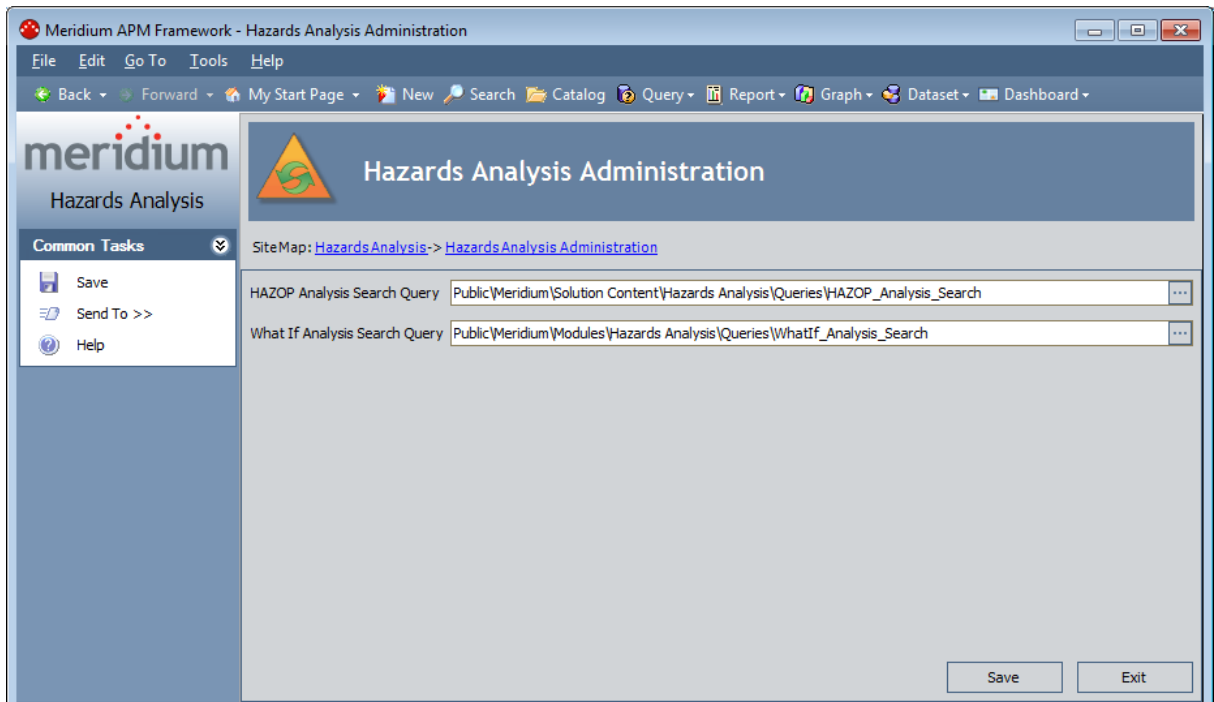 Meridium APM Framework - Hazards Analysis Administration
File Edit Go To Tools Help
Back Forward My Start Page New Search Catalog Query Report Graph Dataset Dashboard
meridium
Hazards Analysis
Hazards Analysis Administration
Common Tasks
Save
Send To >>
Help
Site Map: Hazards Analysis -> Hazards Analysis Administration
HAZOP Analysis Search Query Public\Meridium\Solution Content\Hazards Analysis\Queries\HAZOP_Analysis_Search ...
What If Analysis Search Query Public\Meridium\Modules\Hazards Analysis\Queries\WhatIf_Analysis_Search ...
Save Exit